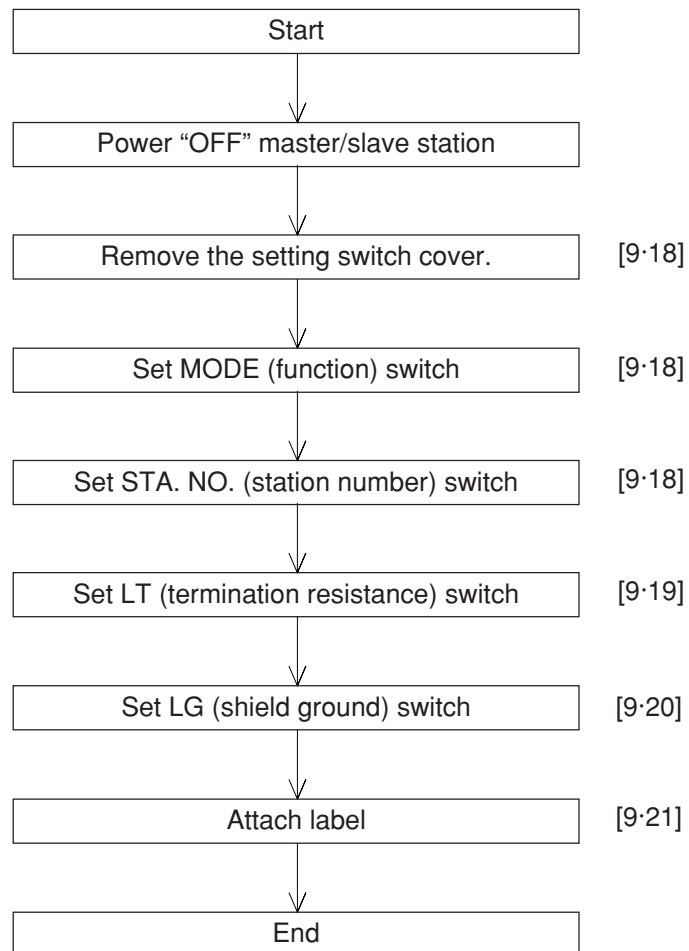 Start
Power “OFF” master/slave station
Remove the setting switch cover. [9·18]
Set MODE (function) switch [9·18]
Set STA. NO. (station number) switch [9·18]
Set LT (termination resistance) switch [9·19]
Set LG (shield ground) switch [9·20]
Attach label [9·21]
End